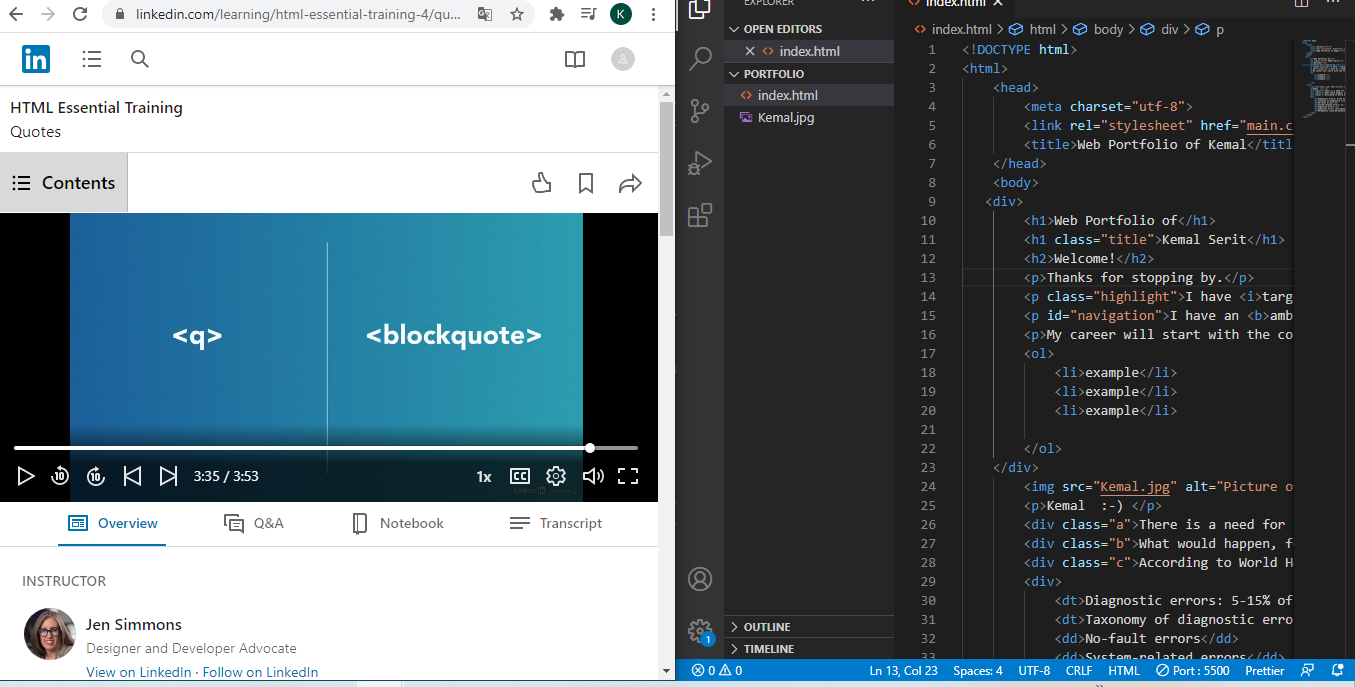 linkedin.com/learning/html-essential-training-4/qu...
K
in
HTML Essential Training
Quotes
Contents
<q>
<blockquote>
10
10
3:35 / 3:53
1x
CC
Overview
Q&A
Notebook
Transcript
INSTRUCTOR
Jen Simmons
Designer and Developer Advocate
View on LinkedIn · Follow on LinkedIn
EXPLORER
OPEN EDITORS
index.html
PORTFOLIO
index.html
Kemal.jpg
OUTLINE
TIMELINE
1
index.html
index.html > html > body > div > p
1 <!DOCTYPE html>
2 <html>
3 <head>
4 <meta charset="utf-8">
5 <link rel="stylesheet" href="main.c
6 <title>Web Portfolio of Kemal</titl
7 </head>
8 <body>
9 <div>
10 <h1>Web Portfolio of</h1>
11 <h1 class="title">Kemal Serit</h1>
12 <h2>Welcome!</h2>
13 <p>Thanks for stopping by.</p>
14 <p class="highlight">I have <i>targ
15 <p id="navigation">I have an <b>amb
16 <p>My career will start with the co
17 <ol>
18 <li>example</li>
19 <li>example</li>
20 <li>example</li>
21
22 </ol>
23 </div>
24 <img src="Kemal.jpg" alt="Picture o
25 <p>Kemal :-) </p>
26 <div class="a">There is a need for
27 <div class="b">What would happen, f
28 <div class="c">According to World H
29 <div>
30 <dt>Diagnostic errors: 5-15% of
31 <dt>Taxonomy of diagnostic erro
32 <dd>No-fault errors</dd>
33 <dd>System-related errors</dd>
0 0 Ln 13, Col 23 Spaces: 4 UTF-8 CRLF HTML Port : 5500 Prettier